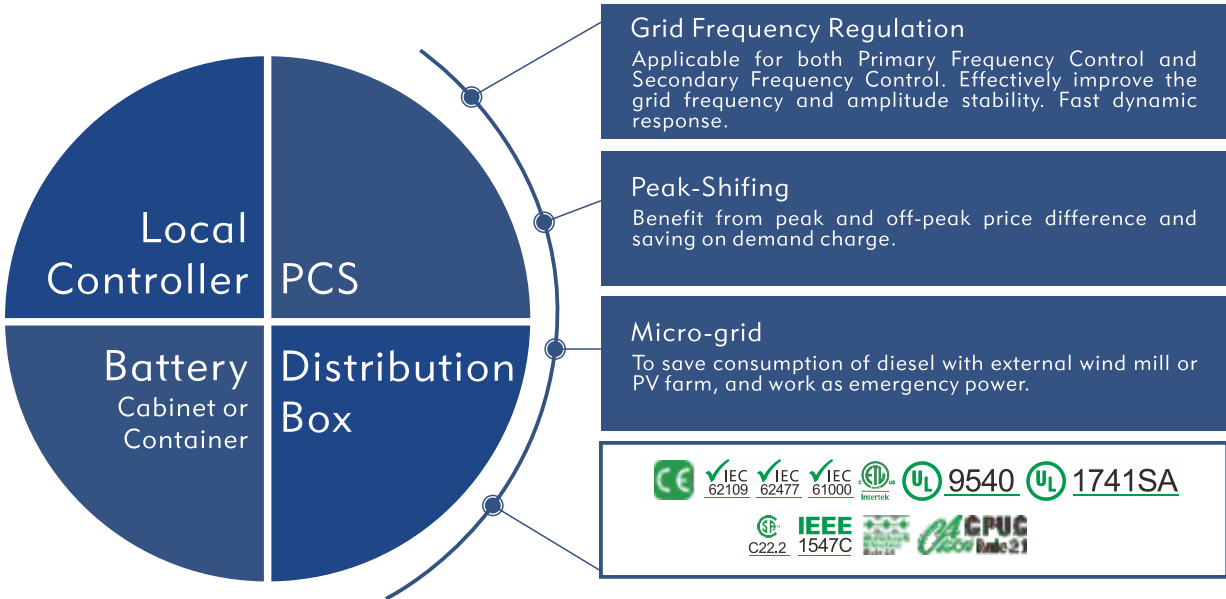 Local
Controller
PCS
Battery
Cabinet or
Container
Distribution
Box
Grid Frequency Regulation
Applicable for both Primary Frequency Control and
Secondary Frequency Control. Effectively improve the
grid frequency and amplitude stability. Fast dynamic
response.
Peak-Shifing
Benefit from peak and off-peak price difference and
saving on demand charge.
Micro-grid
To save consumption of diesel with external wind mill or
PV farm, and work as emergency power.
CE
IEC
62109
IEC
62477
IEC
61000
c ETL us
Intertek
UL 9540
UL 1741SA
SA
C22.2
IEEE
1547C
CPUC
Rule 21